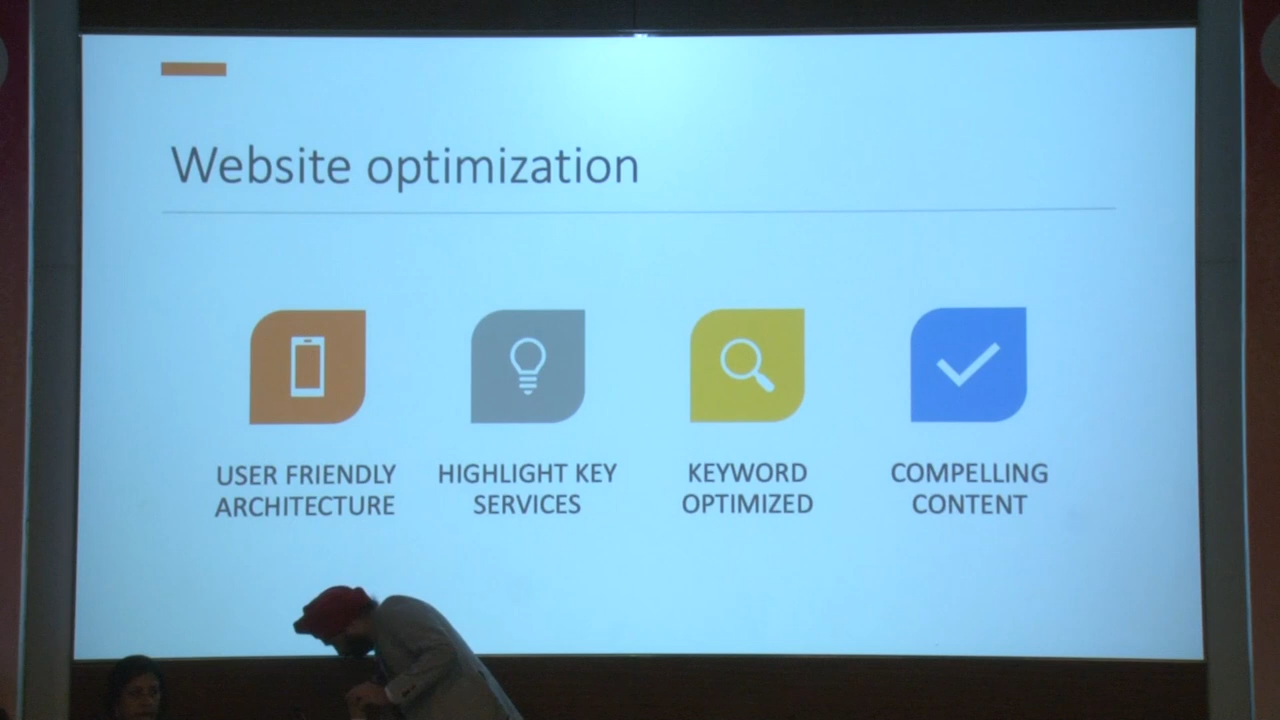 Website optimization
USER FRIENDLY
ARCHITECTURE
HIGHLIGHT KEY
SERVICES
KEYWORD
OPTIMIZED
COMPELLING
CONTENT